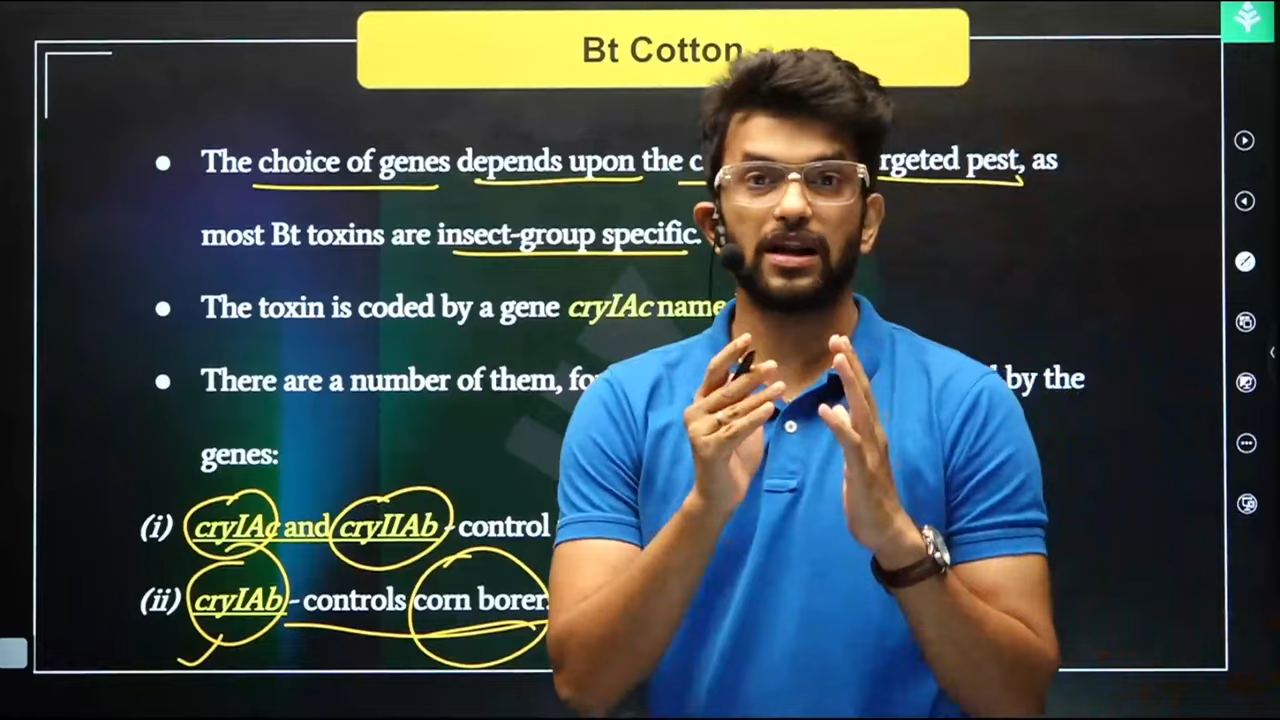 Bt Cotton
The choice of genes depends upon the rgeted pest, as
most Bt toxins are insect-group specific.
The toxin is coded by a gene cryIAc name
There are a number of them, by the
genes:
(i) cryIAc and cryIIAb - control
(ii) cryIAb - controls corn borer.